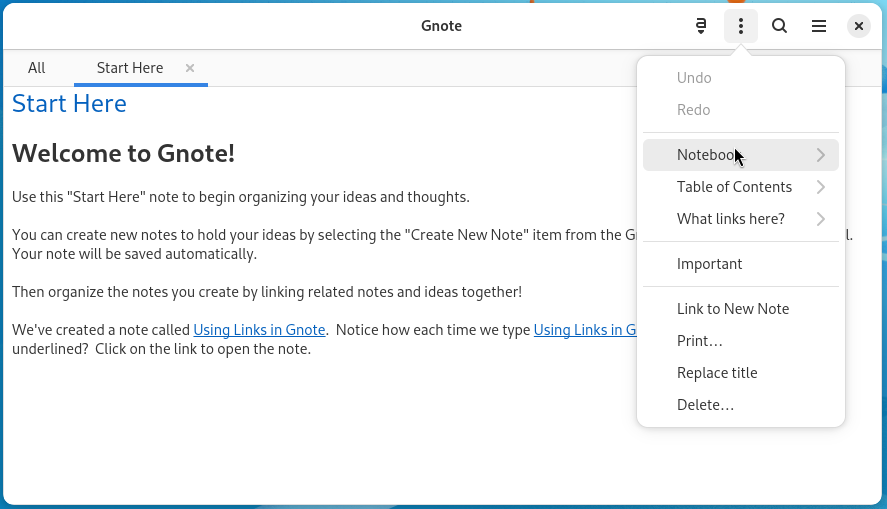 Gnote
All
Start Here
Start Here
Welcome to Gnote!
Use this "Start Here" note to begin organizing your ideas and thoughts.
You can create new notes to hold your ideas by selecting the "Create New Note" item from the
Your note will be saved automatically.
Then organize the notes you create by linking related notes and ideas together!
We've created a note called Using Links in Gnote. Notice how each time we type Using Links in
underlined? Click on the link to open the note.
Undo
Redo
Table of Contents
What links here?
Important
Link to New Note
Print…
Replace title
Delete…